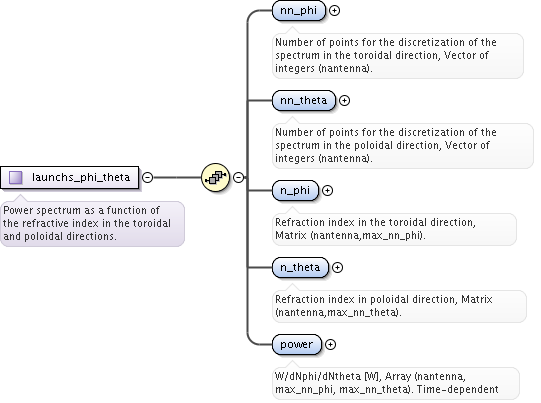 nn_phi
Number of points for the discretization of the
spectrum in the toroidal direction, Vector of
integers (nantenna).
nn_theta
Number of points for the discretization of the
spectrum in the poloidal direction, Vector of
integers (nantenna).
launchs_phi_theta
Power spectrum as a function of
the refractive index in the toroidal
and poloidal directions.
n_phi
Refraction index in the toroidal direction,
Matrix (nantenna,max_nn_phi).
n_theta
Refraction index in poloidal direction, Matrix
(nantenna,max_nn_theta).
power
W/dNphi/dNtheta [W], Array (nantenna,
max_nn_phi, max_nn_theta). Time-dependent